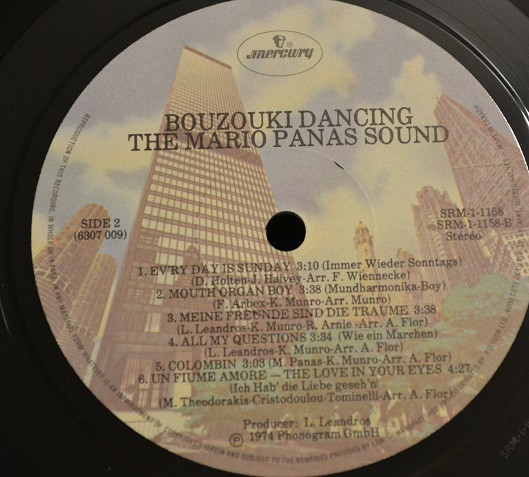 mercury
BOUZOUKI DANCING
THE MARIO PANAS SOUND
SIDE 2
(6307 009)
SRM-1-1158
SRM-1-1158-B
Stereo
1. EV'RY DAY IS SUNDAY 3:10 (Immer Wieder Sonntags)
(D. Holten-J. Halvey-Arr. F. Wiennecke)
2. MOUTH ORGAN BOY 3:38 (Mundharmonika-Boy)
(F. Arbex-K. Munro-Arr. Munro)
3. MEINE FREUNDE SIND DIE TRAUME 3:38
(L. Leandros-K. Munro-R. Arnie-Arr. A. Flor)
4. ALL MY QUESTIONS 3:34 (Wie ein Marchen)
(L. Leandros-K. Munro-Arr. A. Flor)
5. COLOMBIN 3:03 (M. Panas-K. Munro-Arr. A. Flor)
6. UN FIUME AMORE — THE LOVE IN YOUR EYES 4:27
(Ich Hab' die Liebe geseh'n)
(M. Theodorakis-Cristodoulou-Tominelli-Arr. A. Flor)
Producer: L. Leandros
Ⓟ 1974 Phonogram GmbH